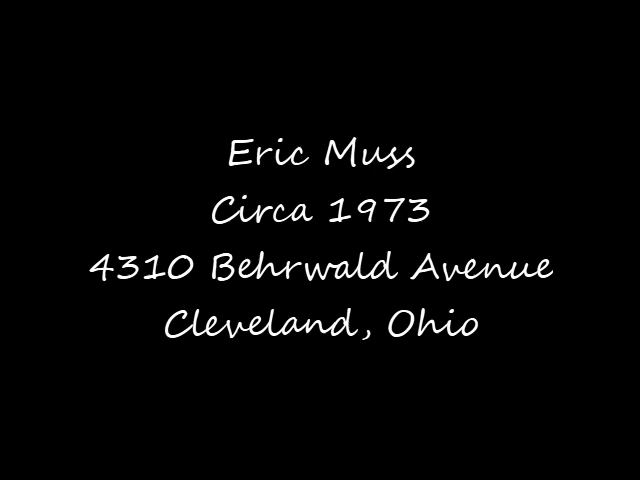 Eric Muss
Circa 1973
4310 Behrwald Avenue
Cleveland, Ohio